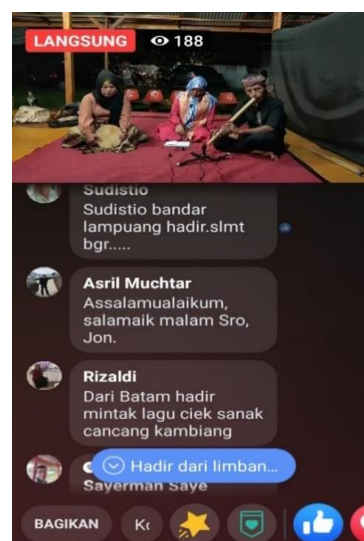 LANGSUNG 188
Sudistio
Sudistio bandar
lampuang hadir.slmt
bgr.....
Asril Muchtar
Assalamualaikum,
salamaik malam Sro,
Jon.
Rizaldi
Dari Batam hadir
mintak lagu ciek sanak
cancang kambiang
Hadir dari limban...
Sayerman Saye
BAGIKAN